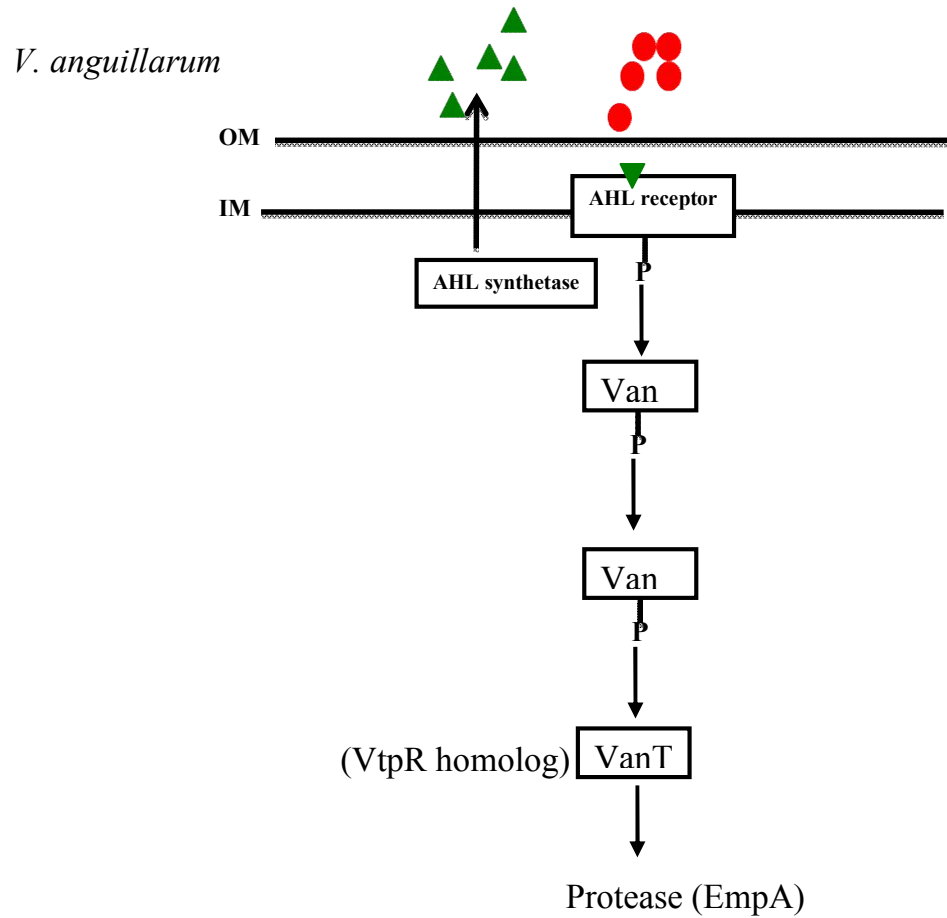 V. anguillarum
OM
IM
AHL receptor
P
AHL synthetase
Van
P
Van
P
(VtpR homolog)
VanT
Protease (EmpA)